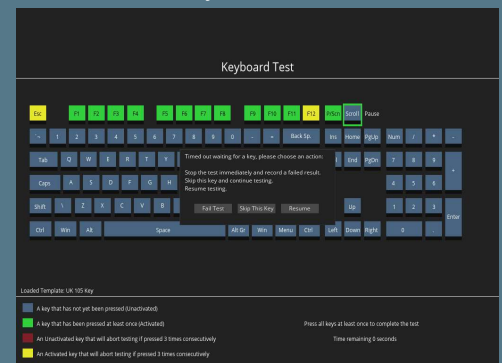 Keyboard Test
Esc F1 F2 F3 F4 F5 F6 F7 F8 F9 F10 F11 F12 PrScn Scroll Pause
- 1 2 3 4 5 6 7 8 9 0 - = Back Sp. Ins Home PgUp Num / * -
Tab Q W E R T Y End PgDn 7 8 9 +
Caps A S D F G H 4 5 6
Shift \ Z X C V B Up 1 2 3 Enter
Ctrl Win Alt Space Alt Gr Win Menu Ctrl Left Down Right 0 .
Timed out waiting for a key, please choose an action:
Stop the test immediately and record a failed result.
Skip this key and continue testing.
Resume testing.
Fail Test Skip This Key Resume
Loaded Template: UK 105 Key
A key that has not yet been pressed (Unactivated)
A key that has been pressed at least once (Activated)
An Unactivated key that will abort testing if pressed 3 times consecutively
An Activated key that will abort testing if pressed 3 times consecutively
Press all keys at least once to complete the test
Time remaining 0 seconds